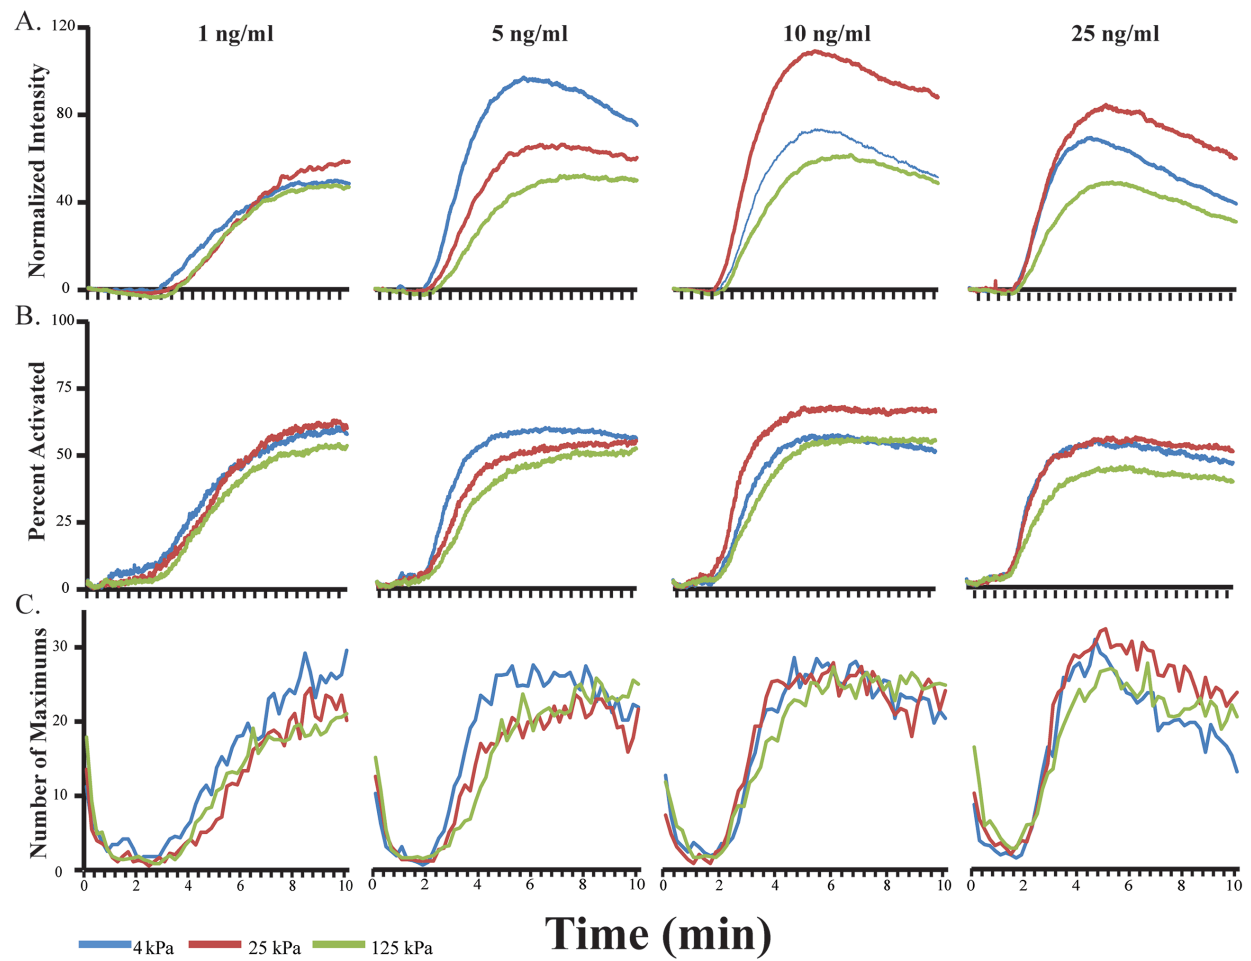 A.
1 ng/ml 5 ng/ml 10 ng/ml 25 ng/ml
Normalized Intensity
120
80
40
0
B.
Percent Activated
100
75
50
25
0
C.
Number of Maximums
30
20
10
0
0 2 4 6 8 10 0 2 4 6 8 10 0 2 4 6 8 10 0 2 4 6 8 10
Time (min)
4 kPa 25 kPa 125 kPa